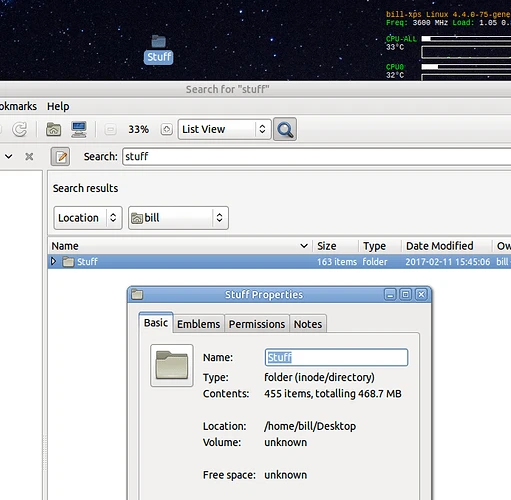 bill-xps Linux 4.4.0-75-gene
Freq: 3600 MHz Load: 1.05 0.
CPU-ALL
33°C
CPU0
32°C
Stuff
Search for "stuff"
okmarks Help
33% List View
Search: stuff
Search results
Location bill
Name Size Type Date Modified Ow
Stuff 163 items folder 2017-02-11 15:45:06 bill
Stuff Properties
Basic Emblems Permissions Notes
Name: Stuff
Type: folder (inode/directory)
Contents: 455 items, totalling 468.7 MB
Location: /home/bill/Desktop
Volume: unknown
Free space: unknown